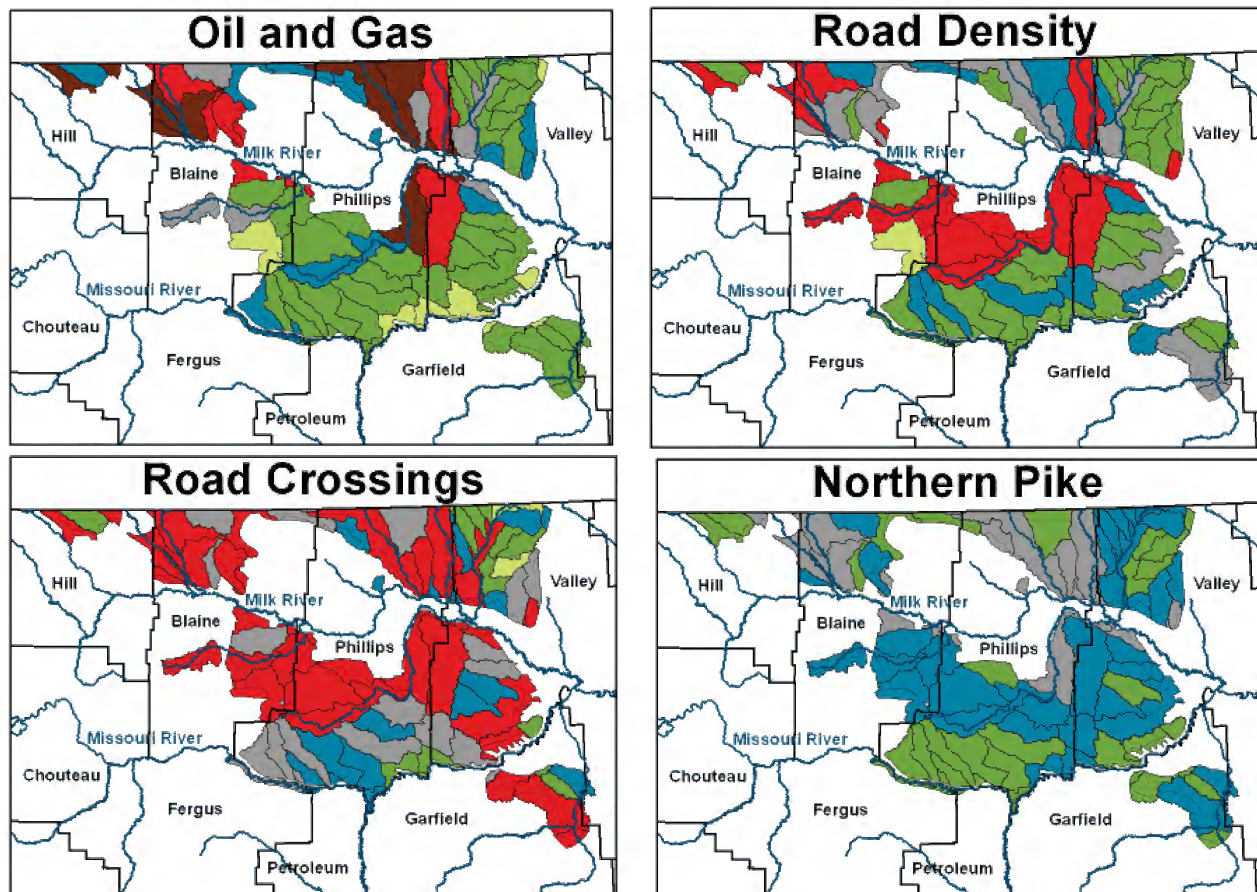 Oil and Gas
Hill
Valley
Milk River
Blaine
Phillips
Missouri River
Chouteau
Fergus
Garfield
Petroleum
Road Density
Hill
Valley
Milk River
Blaine
Phillips
Missouri River
Chouteau
Fergus
Garfield
Petroleum
Road Crossings
Hill
Valley
Milk River
Blaine
Phillips
Missouri River
Chouteau
Fergus
Garfield
Petroleum
Northern Pike
Hill
Valley
Milk River
Blaine
Phillips
Missouri River
Chouteau
Fergus
Garfield
Petroleum